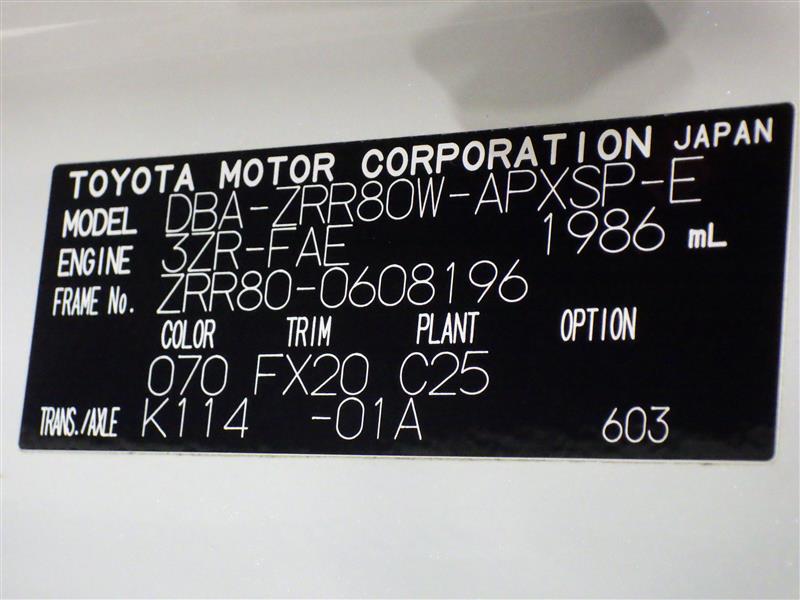 TOYOTA MOTOR CORPORATION JAPAN
MODEL DBA-ZRR80W-APXSP-E
ENGINE 3ZR-FAE 1986 mL
FRAME No. ZRR80-0608196
COLOR TRIM PLANT OPTION
070 FX20 C25
TRANS./AXLE K114 -01A 603